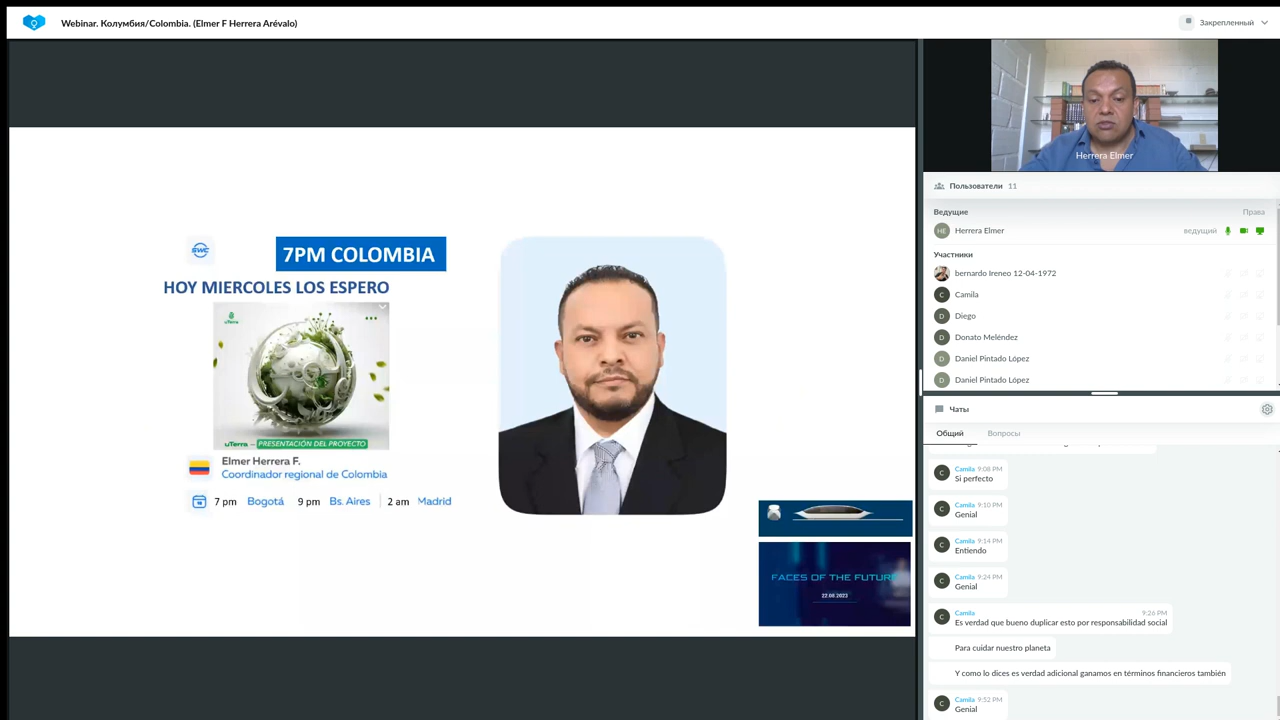 Webinar. Колумбия/Colombia. (Elmer F Herrera Arévalo)
Закрепленный
SWC
7PM COLOMBIA
HOY MIERCOLES LOS ESPERO
uTerra
uTerra – PRESENTACIÓN DEL PROYECTO
Elmer Herrera F.
Coordinador regional de Colombia
7 pm Bogotá 9 pm Bs. Aires 2 am Madrid
FACES OF THE FUTURE
22.08.2023
Herrera Elmer
Пользователи 11
Ведущие Права
HE Herrera Elmer ведущий
Участники
bernardo Ireneo 12-04-1972
C Camila
D Diego
D Donato Meléndez
D Daniel Pintado López
D Daniel Pintado López
Чаты
Общий Вопросы
C Camila 9:08 PM
Si perfecto
C Camila 9:10 PM
Genial
C Camila 9:14 PM
Entiendo
C Camila 9:24 PM
Genial
C Camila 9:26 PM
Es verdad que bueno duplicar esto por responsabilidad social
Para cuidar nuestro planeta
Y como lo dices es verdad adicional ganamos en términos financieros también
C Camila 9:52 PM
Genial